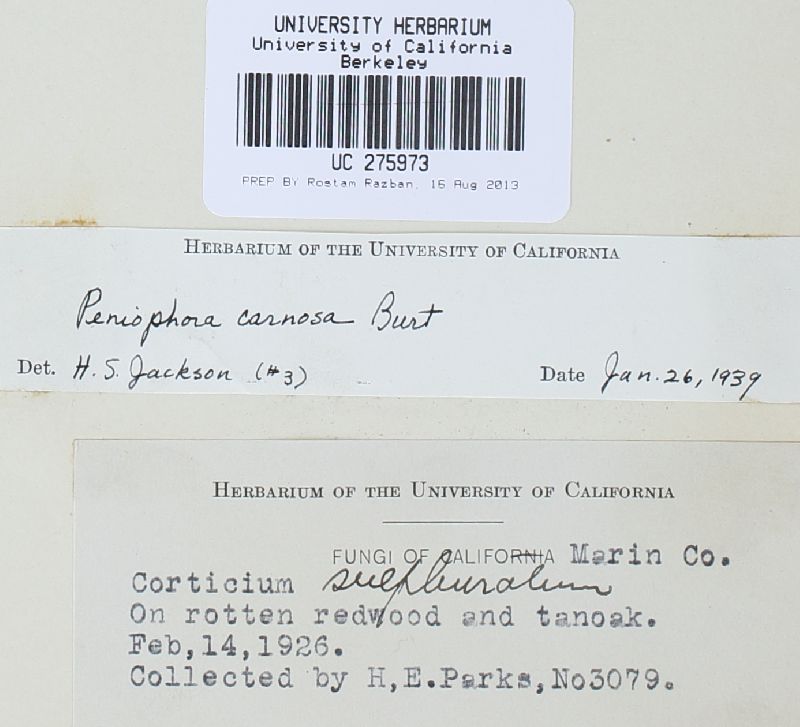 UNIVERSITY HERBARIUM
University of California
Berkeley
UC 275973
PREP BY Rostam Razban, 15 Aug 2013
HERBARIUM OF THE UNIVERSITY OF CALIFORNIA
Peniophora carnosa Burt
Det. H. S. Jackson (#3) Date Jan. 26, 1939
HERBARIUM OF THE UNIVERSITY OF CALIFORNIA
FUNGI OF CALIFORNIA Marin Co.
Corticium sulphuratum
On rotten redwood and tanoak.
Feb,14,1926.
Collected by H,E.Parks,No3079.